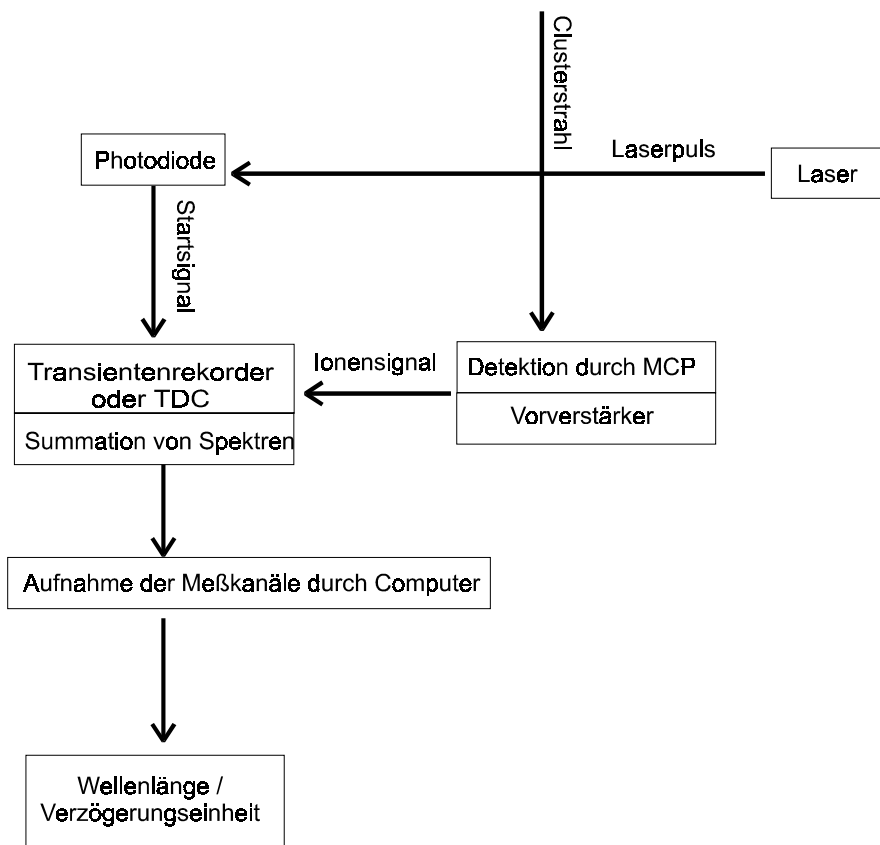 Clusterstrahl
Photodiode
Laserpuls
Laser
Startsignal
Transientenrekorder
oder TDC
Summation von Spektren
Ionensignal
Detektion durch MCP
Vorverstärker
Aufnahme der Meßkanäle durch Computer
Wellenlänge /
Verzögerungseinheit